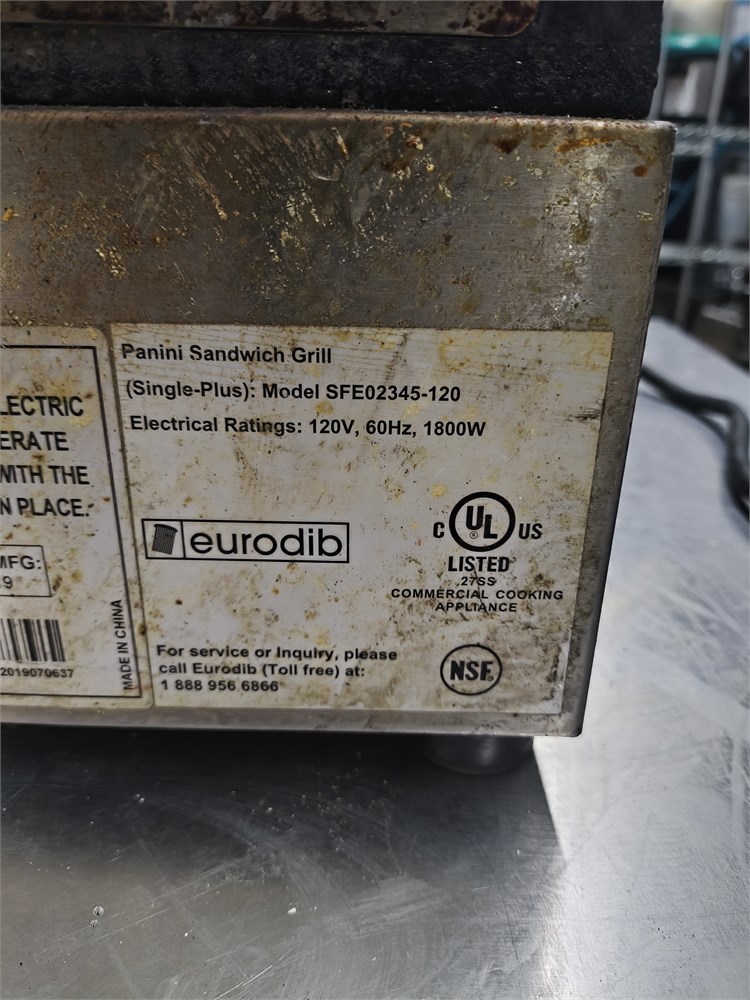 LECTRIC
ERATE
WITH THE
N PLACE.
MFG:
9
2019070637
MADE IN CHINA
Panini Sandwich Grill
(Single-Plus): Model SFE02345-120
Electrical Ratings: 120V, 60Hz, 1800W
eurodib
C UL® US
LISTED
27SS
COMMERCIAL COOKING
APPLIANCE
For service or Inquiry, please
call Eurodib (Toll free) at:
1 888 956 6866
NSF®